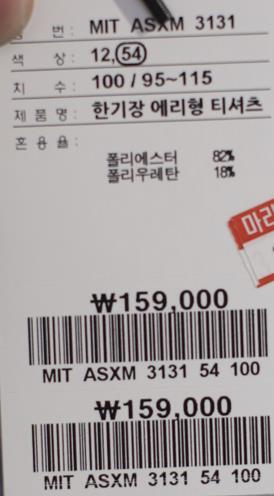 번 : MIT ASXM 3131
색 상 : 12, 54
치 수 : 100 / 95~115
제 품 명 : 한기장 에리형 티셔츠
혼 용 율 :
폴리에스터 82%
폴리우레탄 18%
마리
₩159,000
MIT ASXM 3131 54 100
₩159,000
MIT ASXM 3131 54 100